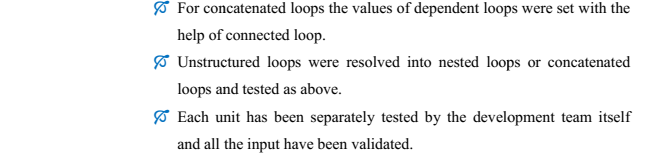 For concatenated loops the values of dependent loops were set with the
help of connected loop.
Unstructured loops were resolved into nested loops or concatenated
loops and tested as above.
Each unit has been separately tested by the development team itself
and all the input have been validated.